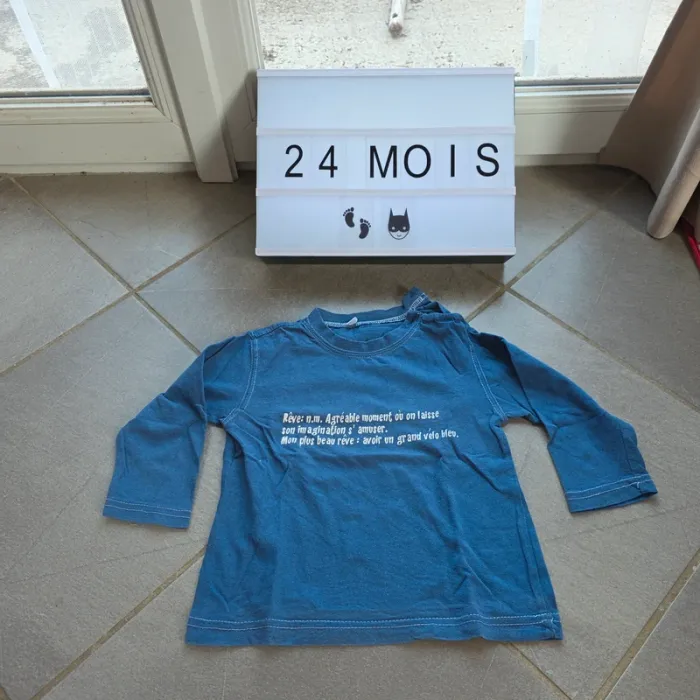 24 MOIS
Rêve: n.m. Agréable moment, où on laisse
son imagination s'amuser.
Mon plus beau rêve : avoir un grand vélo bleu.